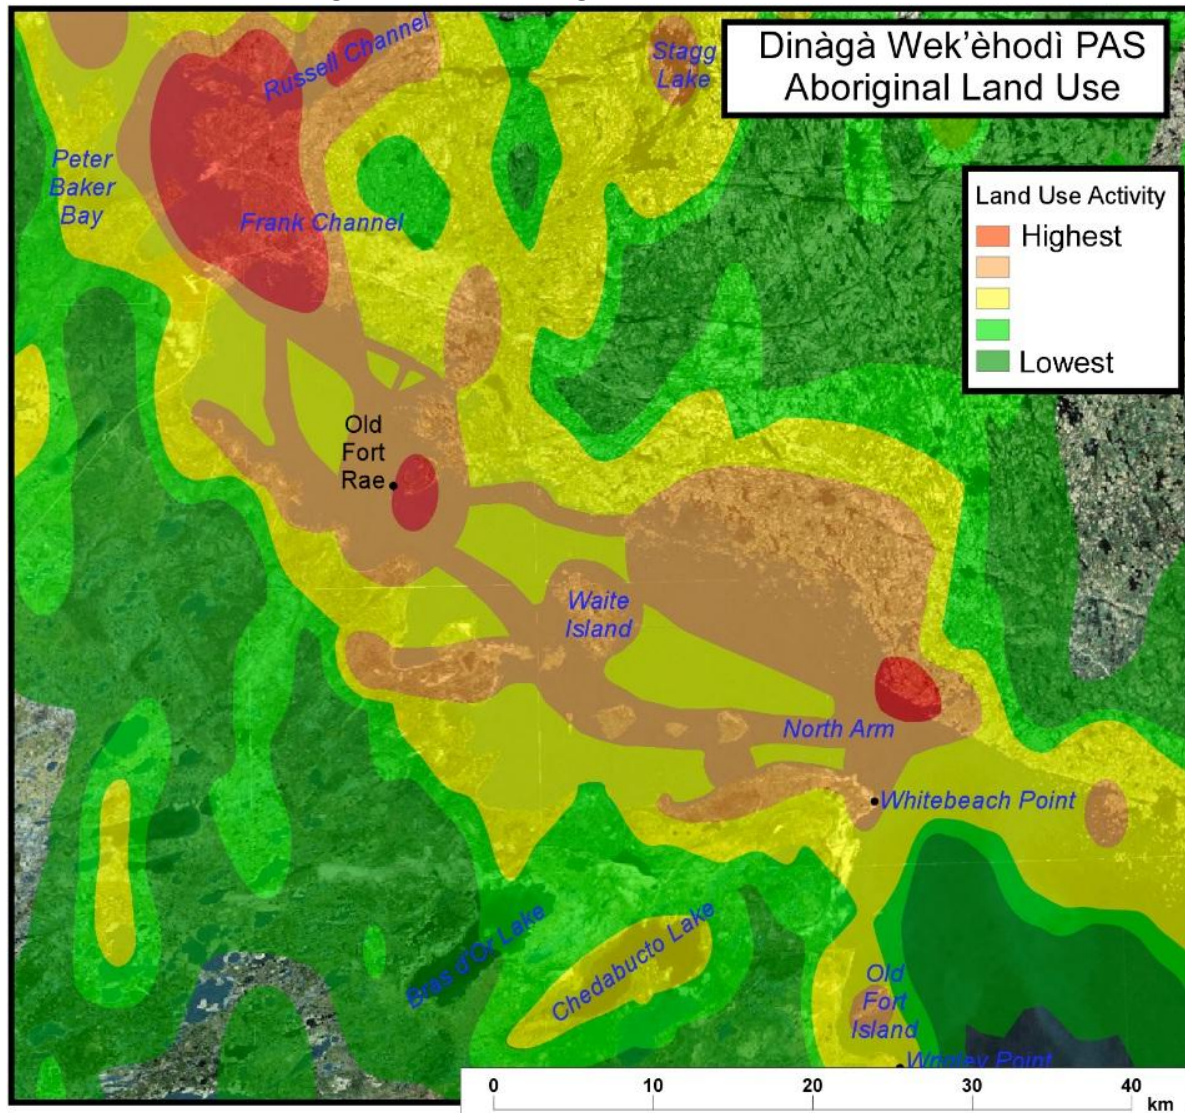 Dinàgà Wek'èhodì PAS
Aboriginal Land Use
Russell Channel
Stagg
Lake
Peter
Baker
Bay
Frank Channel
Land Use Activity
Highest
Lowest
Old
Fort
Rae
Waite
Island
North Arm
Whitebeach Point
Bras d'Or Lake
Chedabucto Lake
Old
Fort
Island
Wrigley Point
0 10 20 30 40
km